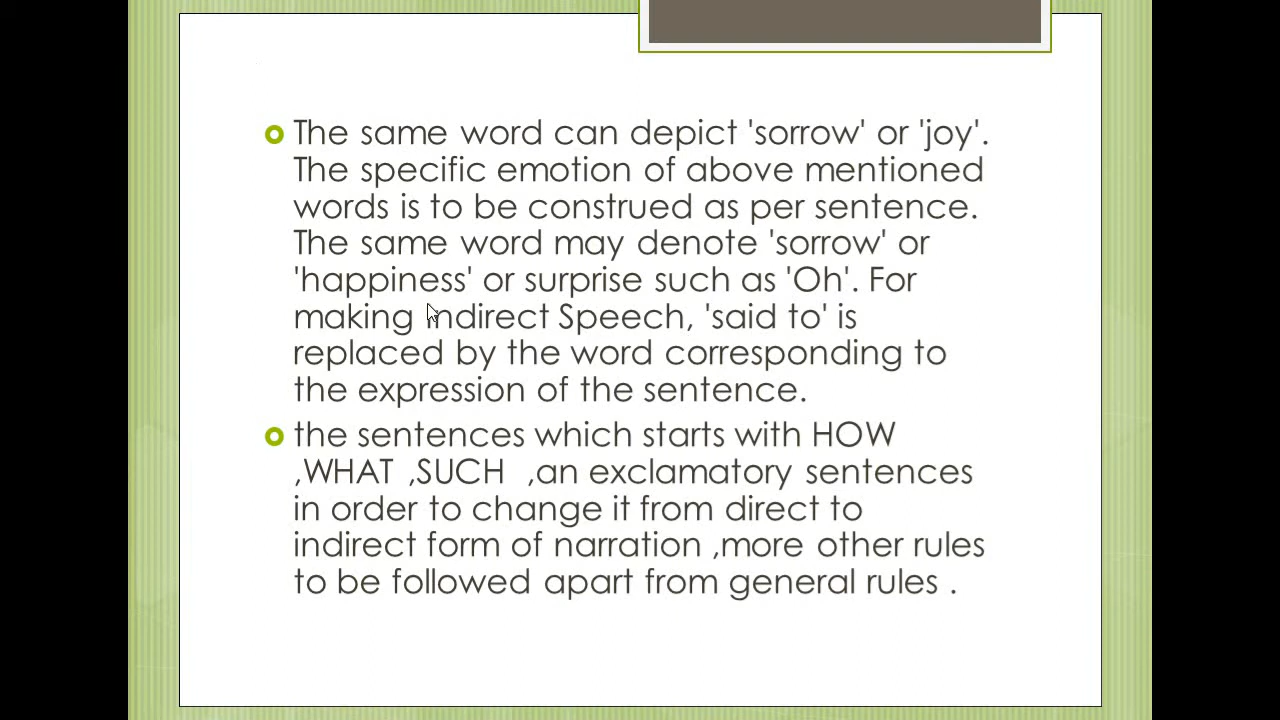 The same word can depict 'sorrow' or 'joy'.
The specific emotion of above mentioned
words is to be construed as per sentence.
The same word may denote 'sorrow' or
'happiness' or surprise such as 'Oh'. For
making indirect Speech, 'said to' is
replaced by the word corresponding to
the expression of the sentence.
the sentences which starts with HOW
,WHAT ,SUCH  ,an exclamatory sentences
in order to change it from direct to
indirect form of narration ,more other rules
to be followed apart from general rules .